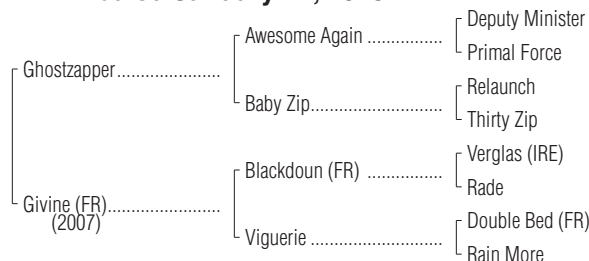 Deputy Minister
Awesome Again
Primal Force
Ghostzapper
Relaunch
Baby Zip
Thirty Zip
Verglas (IRE)
Blackdoun (FR)
Rade
Givine (FR)
(2007)
Double Bed (FR)
Viguerie
Rain More